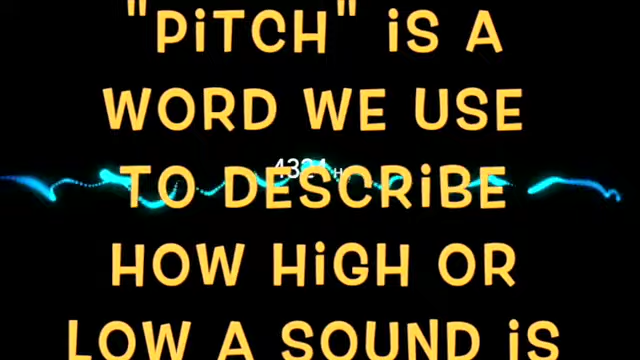 "PiTCH" iS A
WORD WE USE
TO DESCRiBE
HOW HiGH OR
LOW A SOUND iS